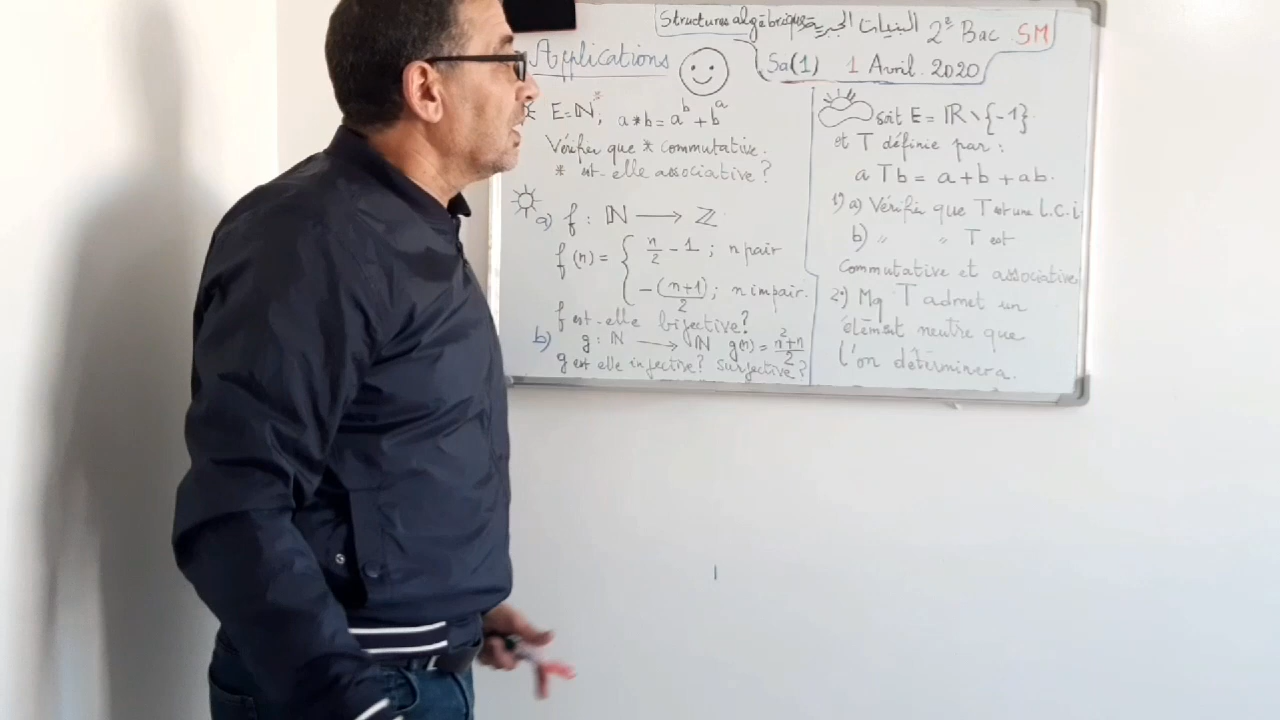 Structures algébriques البنيات الجبرية 2e Bac SM
Sa(1) 1 Avril 2020
Applications
E=ℕ*; a*b=a^b+b^a
Vérifier que * commutative.
* est-elle associative ?
a) f : ℕ ⟶ ℤ
f(n) = { n/2 - 1 ; n pair
-(n+1)/2 ; n impair.
f est-elle bijective ?
b) g : ℕ ⟶ ℕ g(n) = n²+n/2
g est elle injective ? surjective ?
soit E = ℝ \ {-1}
et T définie par :
a T b = a+b+ab.
1) a) Vérifier que T est une l.c.i
b) " " T est
Commutative et associative
2) Mq T admet un
élément neutre que
l'on déterminera.